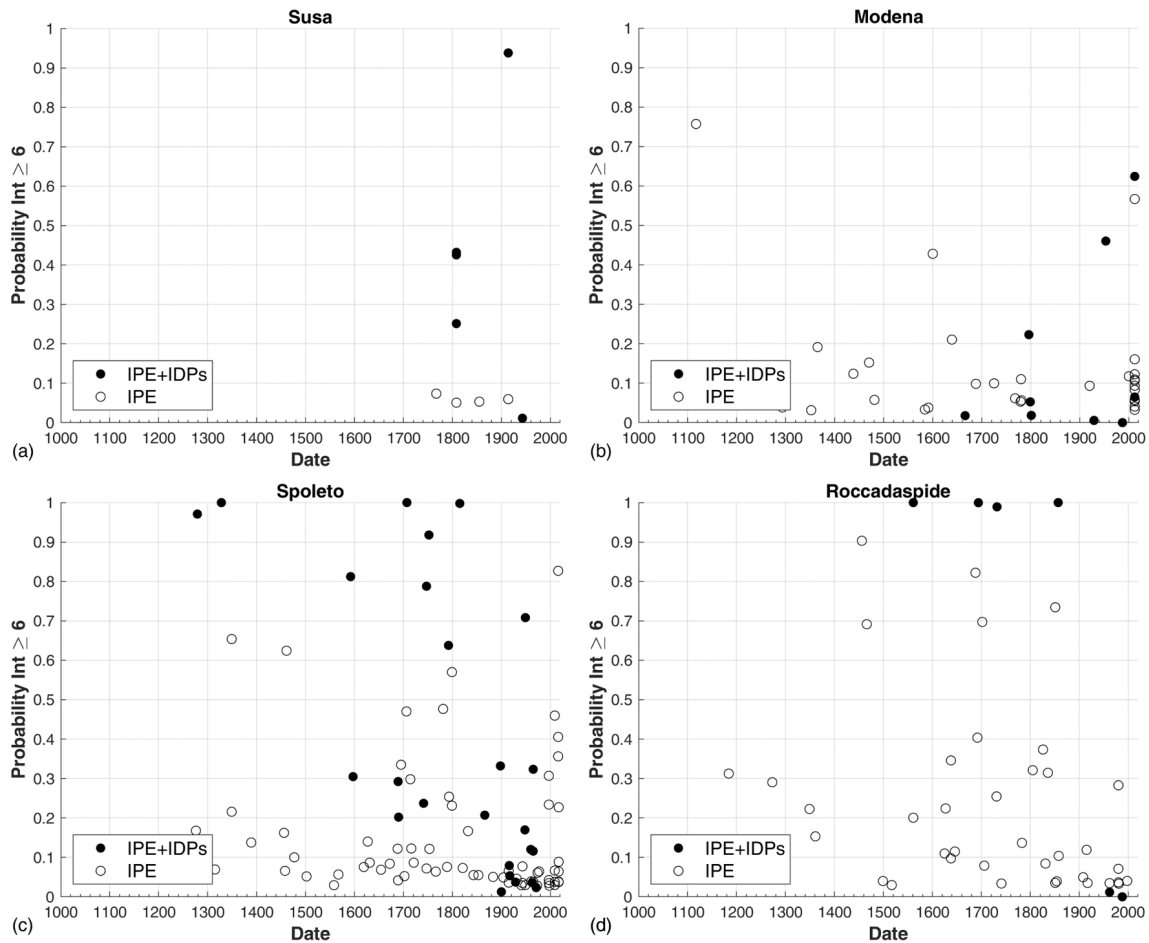 Susa
Probability Int ≥ 6
1
0.9
0.8
0.7
0.6
0.5
0.4
0.3
0.2
0.1
0
IPE+IDPs
IPE
1000 1100 1200 1300 1400 1500 1600 1700 1800 1900 2000
(a)
Date
Modena
Probability Int ≥ 6
1
0.9
0.8
0.7
0.6
0.5
0.4
0.3
0.2
0.1
0
IPE+IDPs
IPE
1000 1100 1200 1300 1400 1500 1600 1700 1800 1900 2000
(b)
Date
Spoleto
Probability Int ≥ 6
1
0.9
0.8
0.7
0.6
0.5
0.4
0.3
0.2
0.1
0
IPE+IDPs
IPE
1000 1100 1200 1300 1400 1500 1600 1700 1800 1900 2000
(c)
Date
Roccadaspide
Probability Int ≥ 6
1
0.9
0.8
0.7
0.6
0.5
0.4
0.3
0.2
0.1
0
IPE+IDPs
IPE
1000 1100 1200 1300 1400 1500 1600 1700 1800 1900 2000
(d)
Date